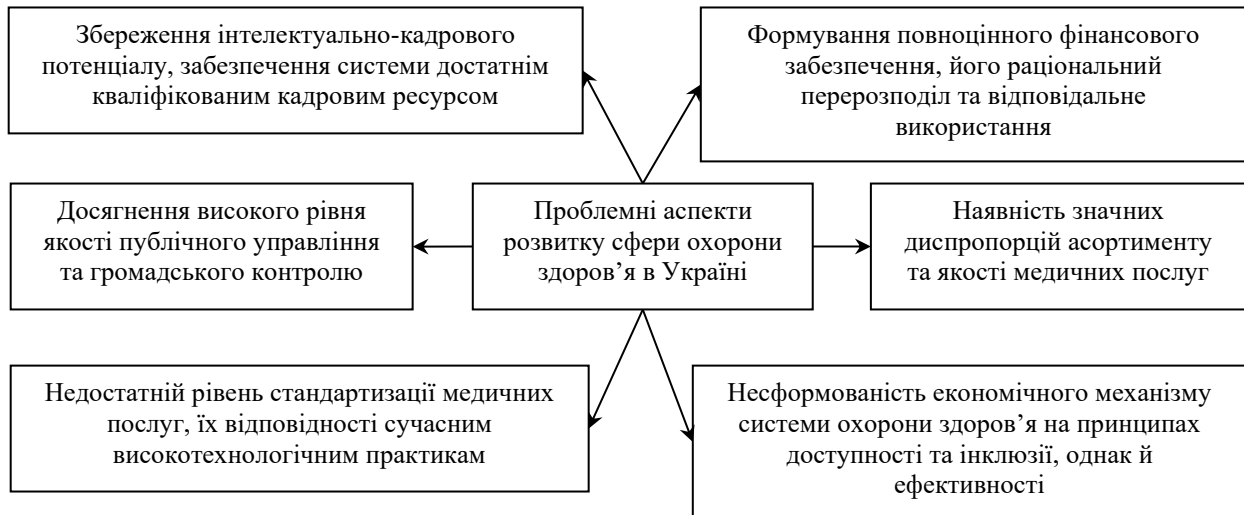 Збереження інтелектуально-кадрового
потенціалу, забезпечення системи достатнім
кваліфікованим кадровим ресурсом
Формування повноцінного фінансового
забезпечення, його раціональний
перерозподіл та відповідальне
використання
Досягнення високого рівня
якості публічного управління
та громадського контролю
Проблемні аспекти
розвитку сфери охорони
здоров’я в Україні
Наявність значних
диспропорцій асортименту
та якості медичних послуг
Недостатній рівень стандартизації медичних
послуг, їх відповідності сучасним
високотехнологічним практикам
Несформованість економічного механізму
системи охорони здоров’я на принципах
доступності та інклюзії, однак й
ефективності